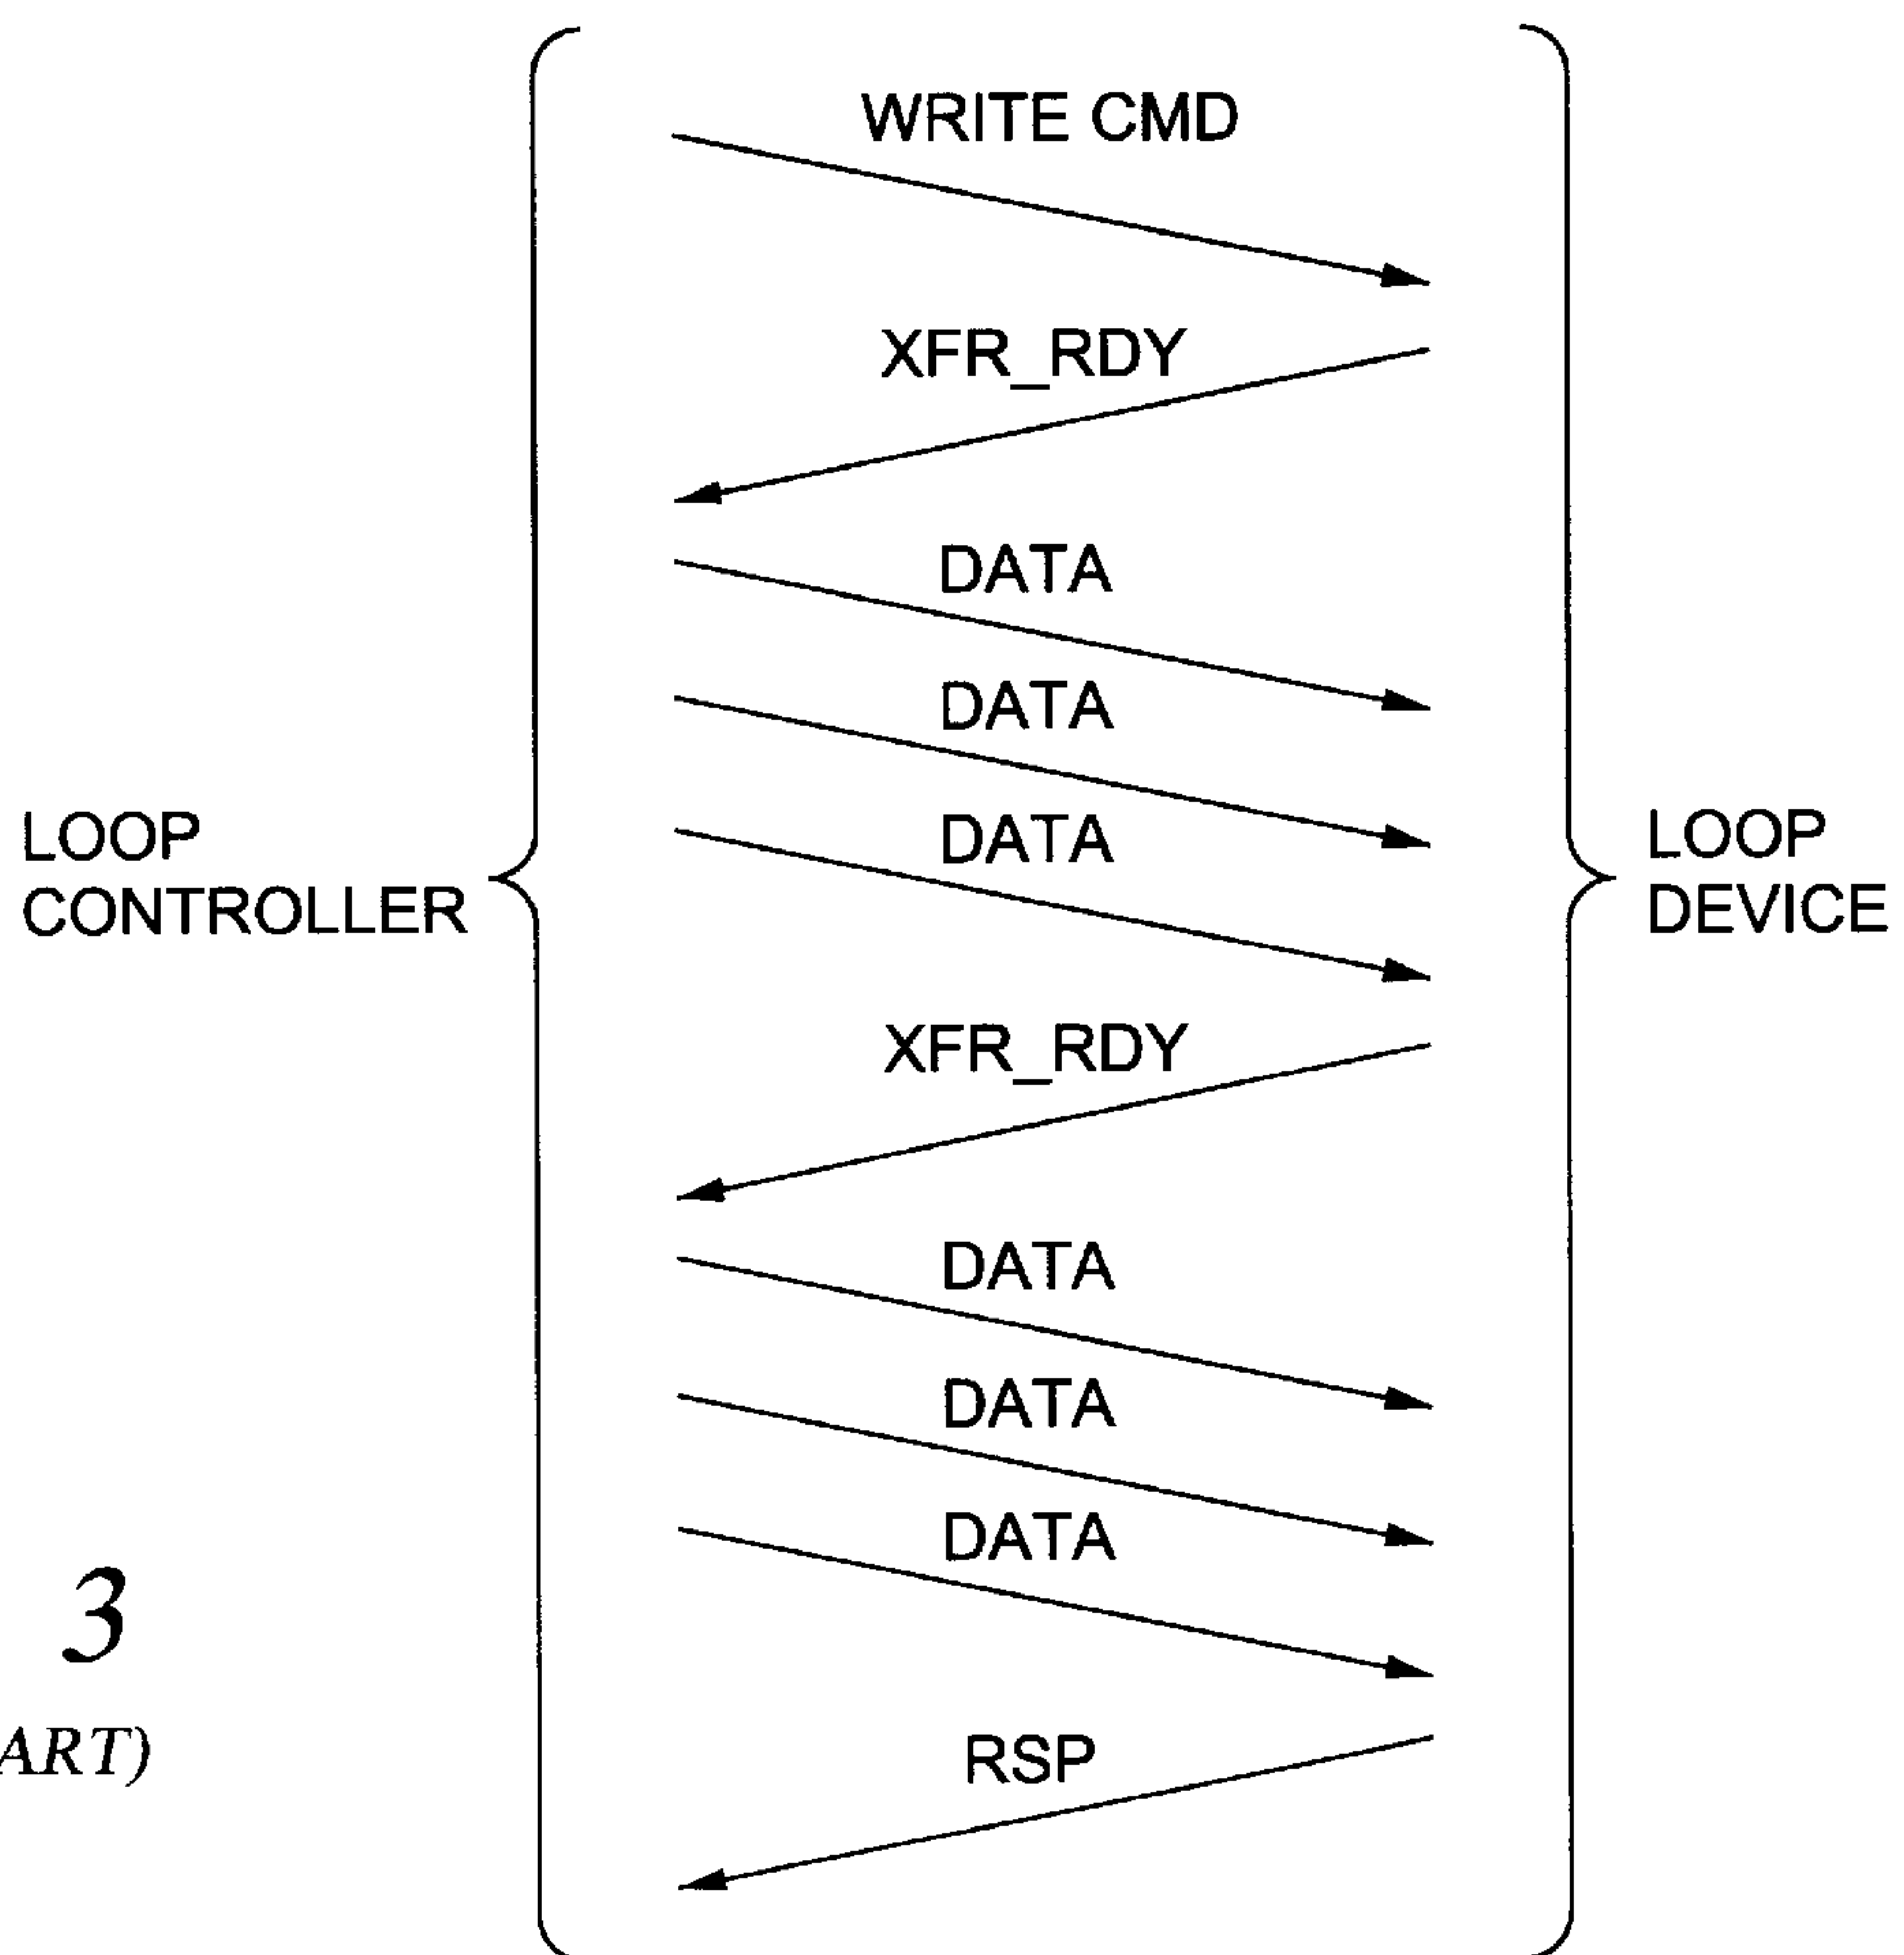 WRITE CMD
XFR_RDY
DATA
DATA
DATA
LOOP
CONTROLLER
LOOP
DEVICE
XFR_RDY
DATA
DATA
DATA
3
ART)
RSP